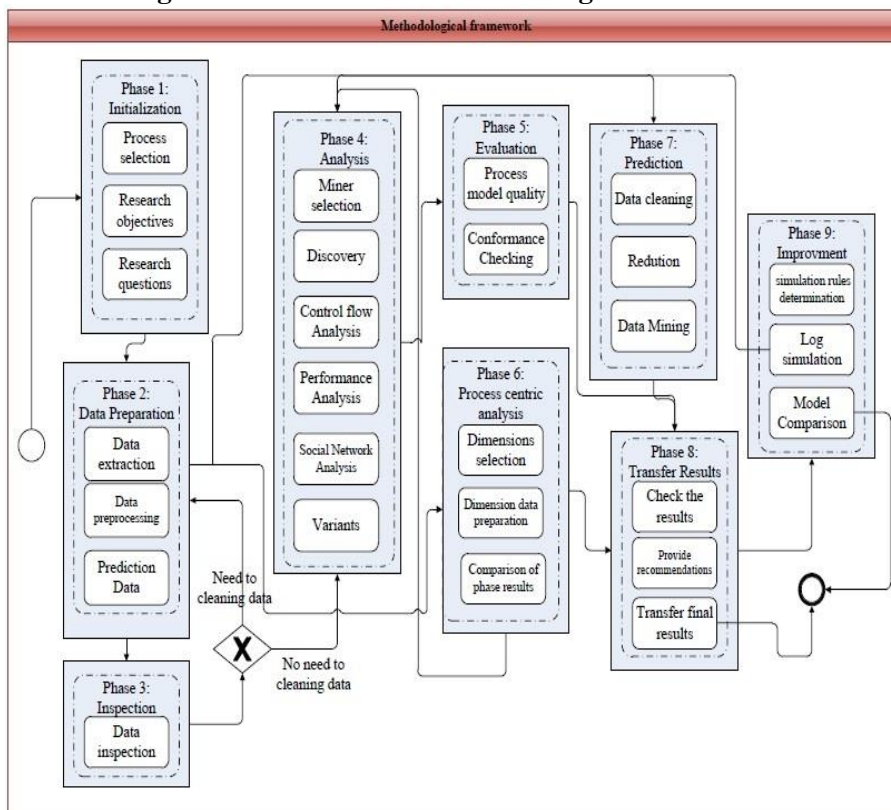 Methodological framework
Phase 1:
Initialization
Process
selection
Research
objectives
Research
questions
Phase 2:
Data Preparation
Data
extraction
Data
preprocessing
Prediction
Data
Phase 3:
Inspection
Data
inspection
Need to
cleaning data
X
No need to
cleaning data
Phase 4:
Analysis
Miner
selection
Discovery
Control flow
Analysis
Performance
Analysis
Social Network
Analysis
Variants
Phase 5:
Evaluation
Process
model quality
Conformance
Checking
Phase 6:
Process centric
analysis
Dimensions
selection
Dimension data
preparation
Comparison of
phase results
Phase 7:
Prediction
Data cleaning
Redution
Data Mining
Phase 8:
Transfer Results
Check the
results
Provide
recommendations
Transfer final
results
Phase 9:
Improvment
simulation rules
determination
Log
simulation
Model
Comparison